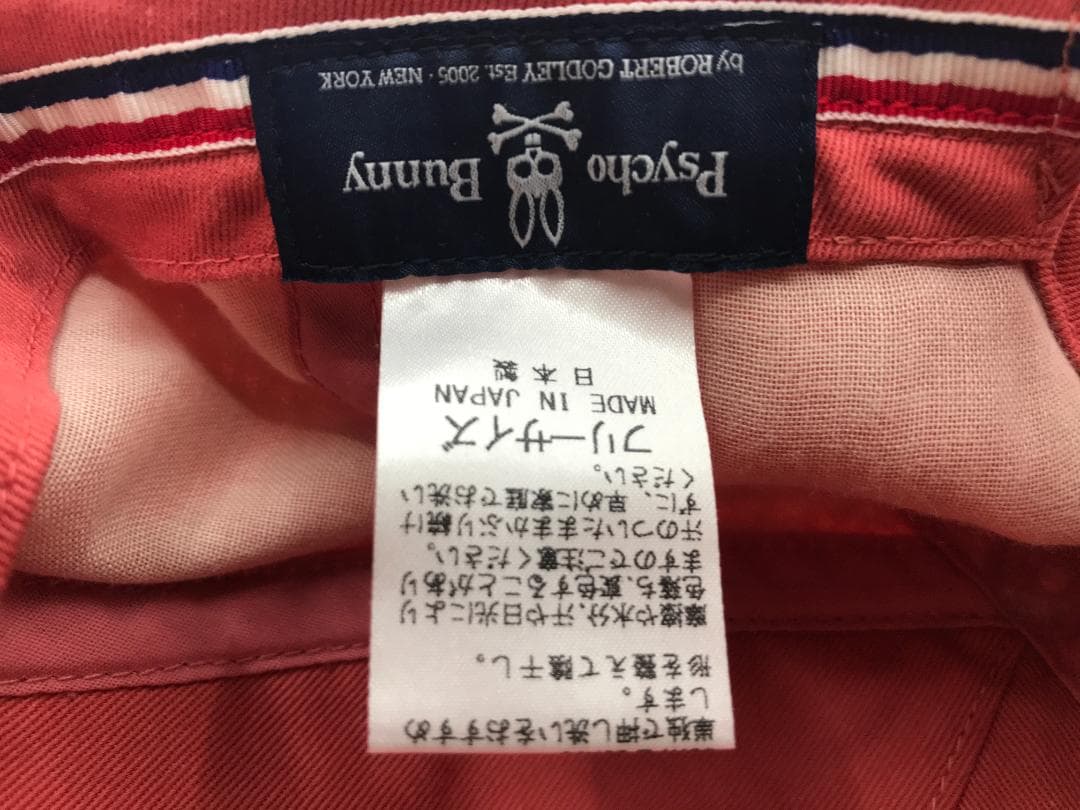 単独で押し洗いをおすすめ
します。
形を整えて陰干し。
摩擦や水分、汗や日光により
色落ち、変色することがあり
ますのでご注意ください。
汗のついたままかぶり続け
ずに、早めに家庭でお洗い
ください。
フリーサイズ
MADE IN JAPAN
日本製
Psycho Bunny
by ROBERT GODLEY Est. 2005 · NEW YORK